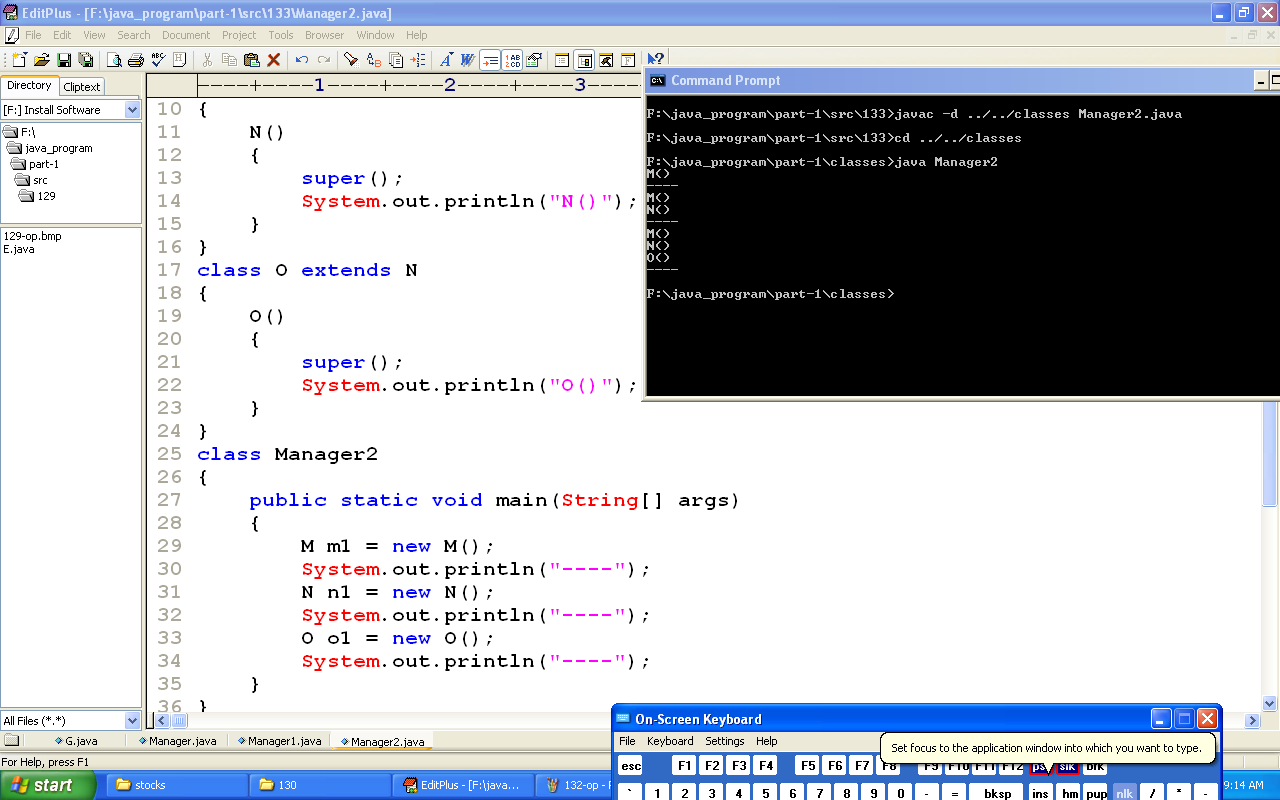 EditPlus - [F:\java_program\part-1\src\133\Manager2.java]
File Edit View Search Document Project Tools Browser Window Help
Directory Cliptext
[F:] Install Software
F:\
java_program
part-1
src
129
129-op.bmp
E.java
All Files (*.*)
----+----1----+----2----+----3----
10 {
11 N()
12 {
13 super();
14 System.out.println("N()");
15 }
16 }
17 class O extends N
18 {
19 O()
20 {
21 super();
22 System.out.println("O()");
23 }
24 }
25 class Manager2
26 {
27 public static void main(String[] args)
28 {
29 M m1 = new M();
30 System.out.println("----");
31 N n1 = new N();
32 System.out.println("----");
33 O o1 = new O();
34 System.out.println("----");
35 }
36 }
Command Prompt
F:\java_program\part-1\src\133>javac -d ../../classes Manager2.java
F:\java_program\part-1\src\133>cd ../../classes
F:\java_program\part-1\classes>java Manager2
M()
----
M()
N()
----
M()
N()
O()
----
F:\java_program\part-1\classes>
G.java Manager.java Manager1.java Manager2.java
For Help, press F1
On-Screen Keyboard
File Keyboard Settings Help
Set focus to the application window into which you want to type.
esc F1 F2 F3 F4 F5 F6 F7 F8 F9 F10 F11 F12 psc slk brk
` 1 2 3 4 5 6 7 8 9 0 - = bksp ins hm pup nlk / * -
start stocks 130 EditPlus - [F:\java... 132-op - 9:14 AM